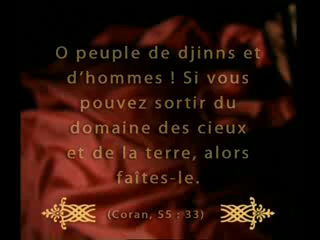 O peuple de djinns et
d’hommes ! Si vous
pouvez sortir du
domaine des cieux
et de la terre, alors
faîtes-le.
(Coran, 55 : 33)